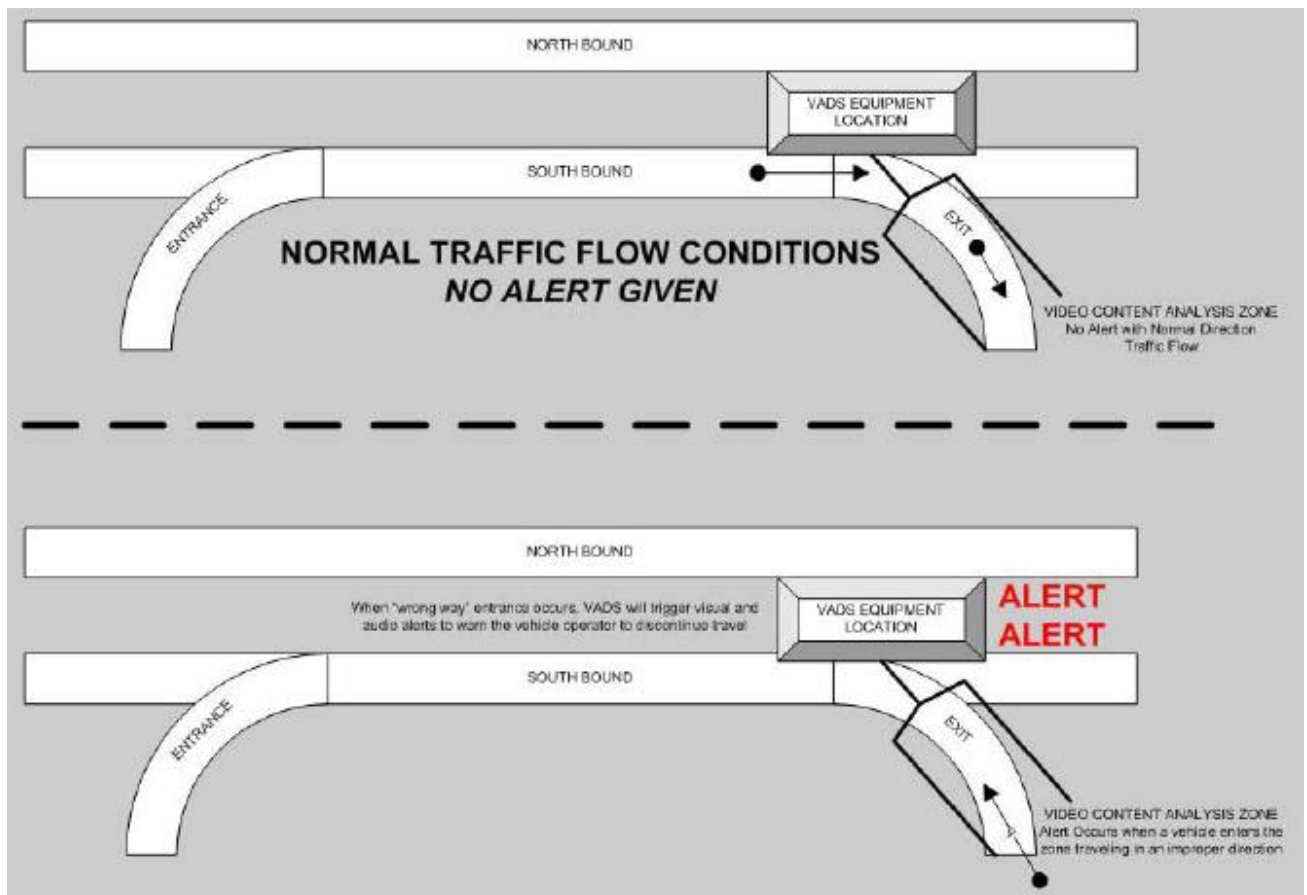 NORTH BOUND
VADS EQUIPMENT
LOCATION
SOUTH BOUND
ENTRANCE
EXIT
NORMAL TRAFFIC FLOW CONDITIONS
NO ALERT GIVEN
VIDEO CONTENT ANALYSIS ZONE
No Alert with Normal Direction
Traffic Flow
NORTH BOUND
When "wrong way" entrance occurs, VADS will trigger visual and
audio alerts to warn the vehicle operator to discontinue travel
VADS EQUIPMENT
LOCATION
ALERT
ALERT
SOUTH BOUND
ENTRANCE
EXIT
VIDEO CONTENT ANALYSIS ZONE
Alert Occurs when a vehicle enters the
zone traveling in an improper direction